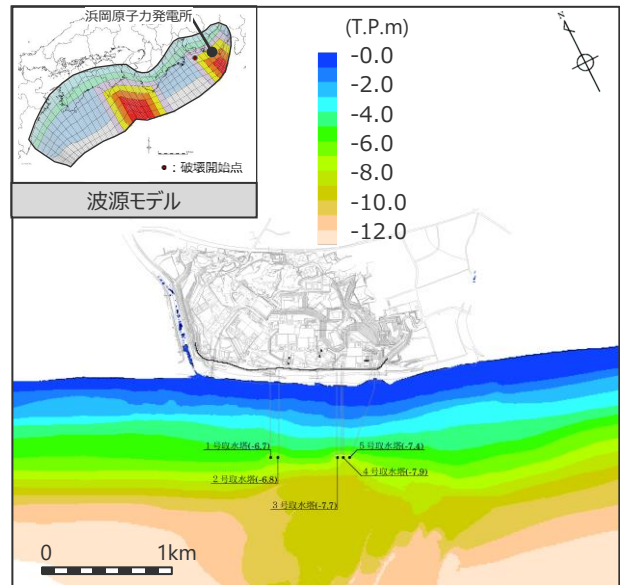 浜岡原子力発電所
●:破壊開始点
波源モデル
(T.P.m)
-0.0
-2.0
-4.0
-6.0
-8.0
-10.0
-12.0
N
1号取水塔(-6.7)
5号取水塔(-7.4)
2号取水塔(-6.8)
4号取水塔(-7.9)
3号取水塔(-7.7)
0 1km